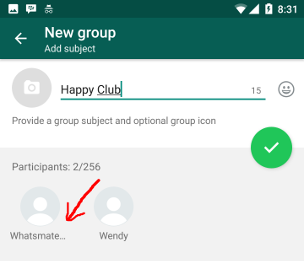 8:31
New group
Add subject
Happy Club 15
Provide a group subject and optional group icon
Participants: 2/256
Whatsmate... Wendy